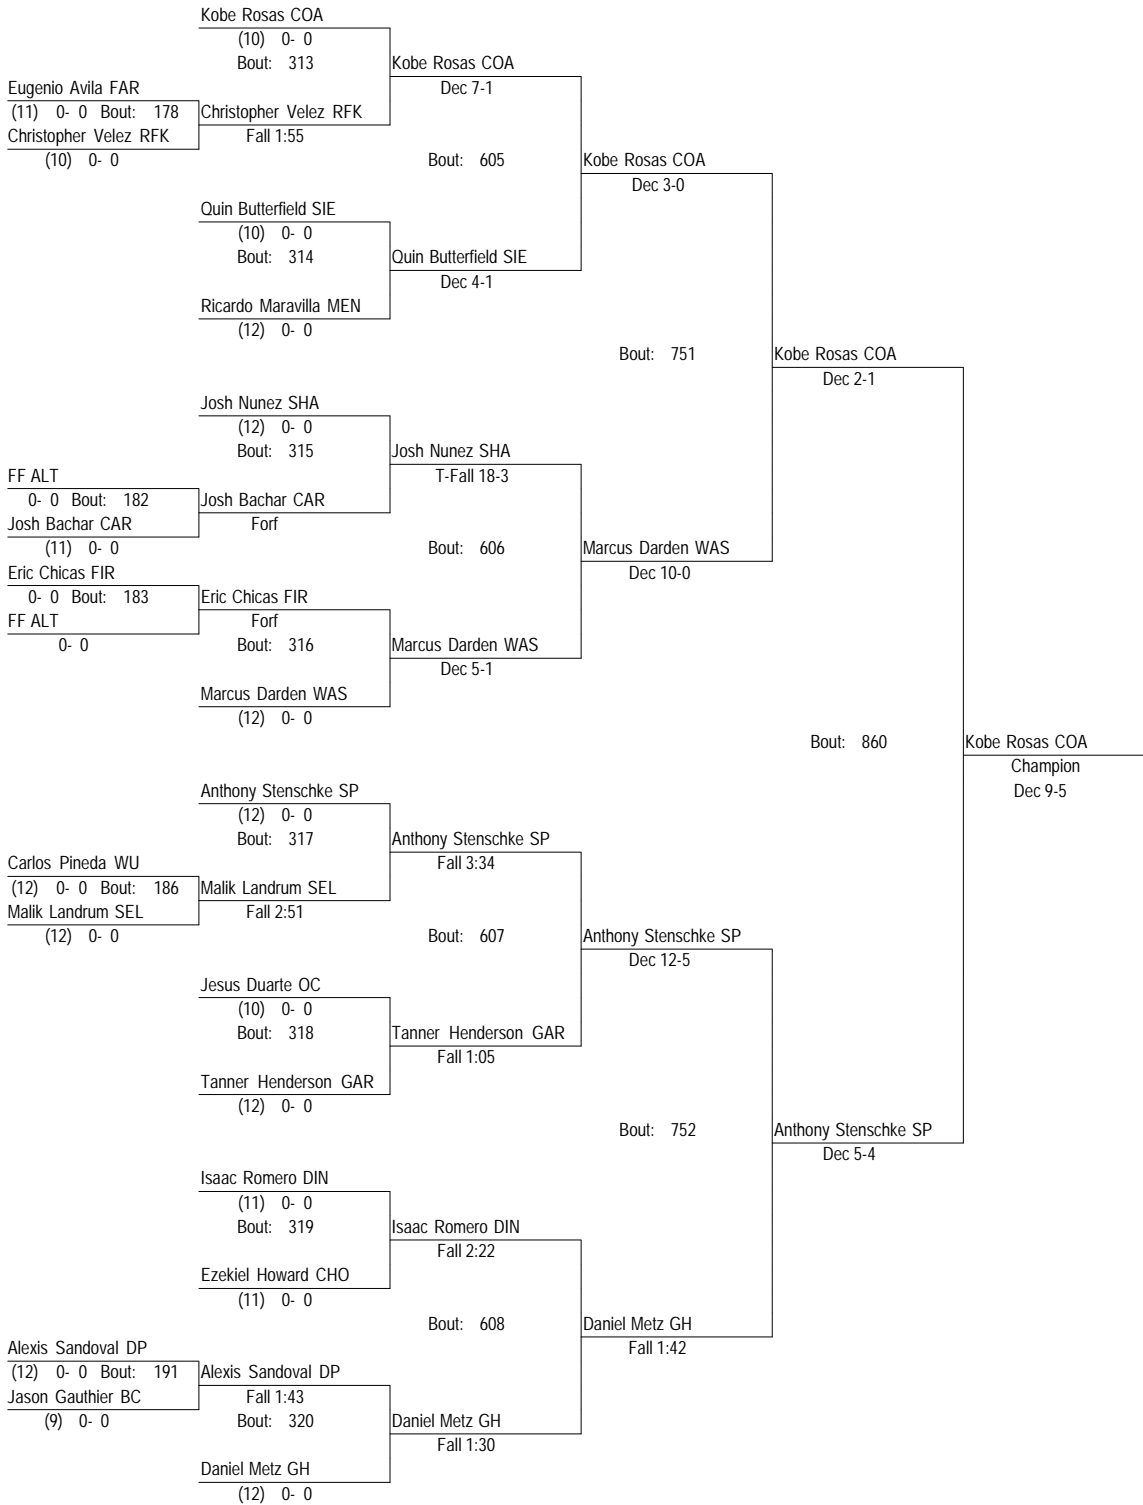 Kobe Rosas COA
(10) 0- 0
Bout: 313
Kobe Rosas COA
Dec 7-1
Eugenio Avila FAR
(11) 0- 0 Bout: 178
Christopher Velez RFK
Christopher Velez RFK
Fall 1:55
(10) 0- 0
Bout: 605
Kobe Rosas COA
Dec 3-0
Quin Butterfield SIE
(10) 0- 0
Bout: 314
Quin Butterfield SIE
Dec 4-1
Ricardo Maravilla MEN
(12) 0- 0
Bout: 751
Kobe Rosas COA
Dec 2-1
Josh Nunez SHA
(12) 0- 0
Bout: 315
Josh Nunez SHA
T-Fall 18-3
FF ALT
0- 0 Bout: 182
Josh Bachar CAR
Josh Bachar CAR
Forf
(11) 0- 0
Bout: 606
Marcus Darden WAS
Dec 10-0
Eric Chicas FIR
0- 0 Bout: 183
Eric Chicas FIR
FF ALT
Forf
0- 0
Bout: 316
Marcus Darden WAS
Dec 5-1
Marcus Darden WAS
(12) 0- 0
Bout: 860
Kobe Rosas COA
Champion
Dec 9-5
Anthony Stenschke SP
(12) 0- 0
Bout: 317
Anthony Stenschke SP
Fall 3:34
Carlos Pineda WU
(12) 0- 0 Bout: 186
Malik Landrum SEL
Malik Landrum SEL
Fall 2:51
(12) 0- 0
Bout: 607
Anthony Stenschke SP
Dec 12-5
Jesus Duarte OC
(10) 0- 0
Bout: 318
Tanner Henderson GAR
Fall 1:05
Tanner Henderson GAR
(12) 0- 0
Bout: 752
Anthony Stenschke SP
Dec 5-4
Isaac Romero DIN
(11) 0- 0
Bout: 319
Isaac Romero DIN
Fall 2:22
Ezekiel Howard CHO
(11) 0- 0
Bout: 608
Daniel Metz GH
Fall 1:42
Alexis Sandoval DP
(12) 0- 0 Bout: 191
Alexis Sandoval DP
Jason Gauthier BC
Fall 1:43
(9) 0- 0
Bout: 320
Daniel Metz GH
Fall 1:30
Daniel Metz GH
(12) 0- 0